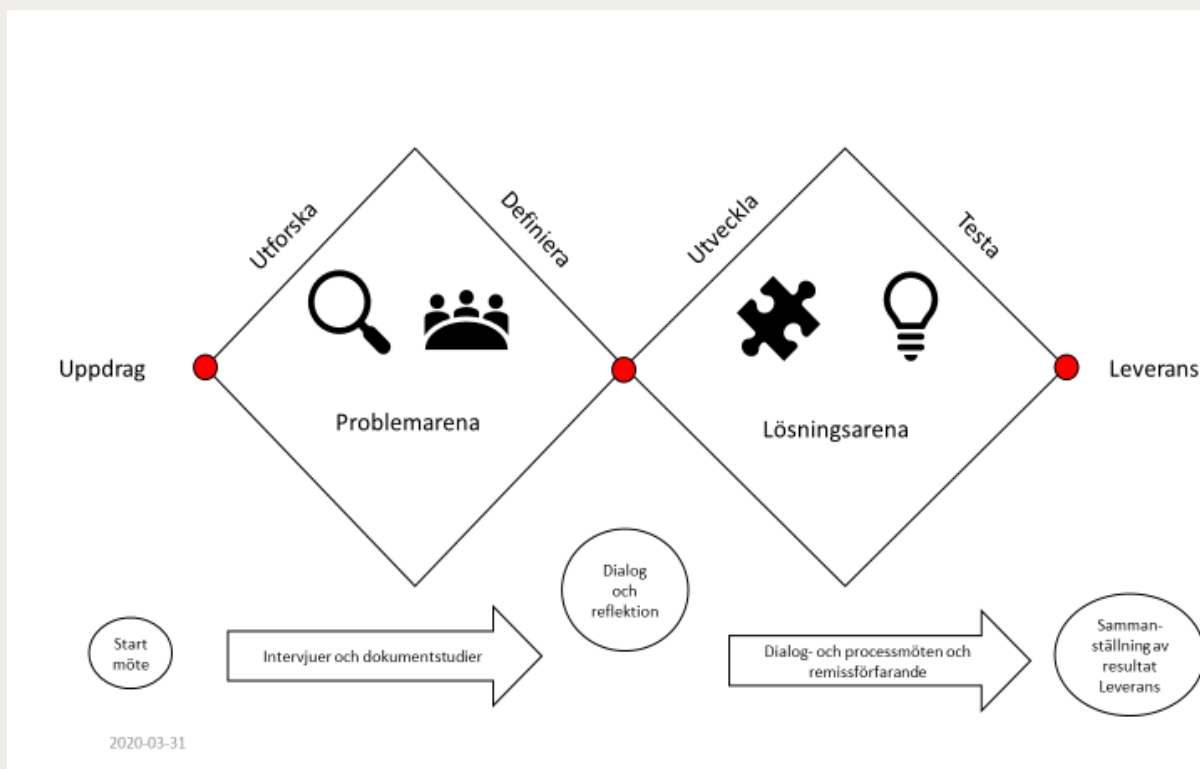 Utforska
Definiera
Utveckla
Testa
Uppdrag
Leverans
Problemarena
Lösningsarena
Start
möte
Intervjuer och dokumentstudier
Dialog
och
reflektion
Dialog- och processmöten och
remissförfarande
Samman-
ställning av
resultat
Leverans
2020-03-31